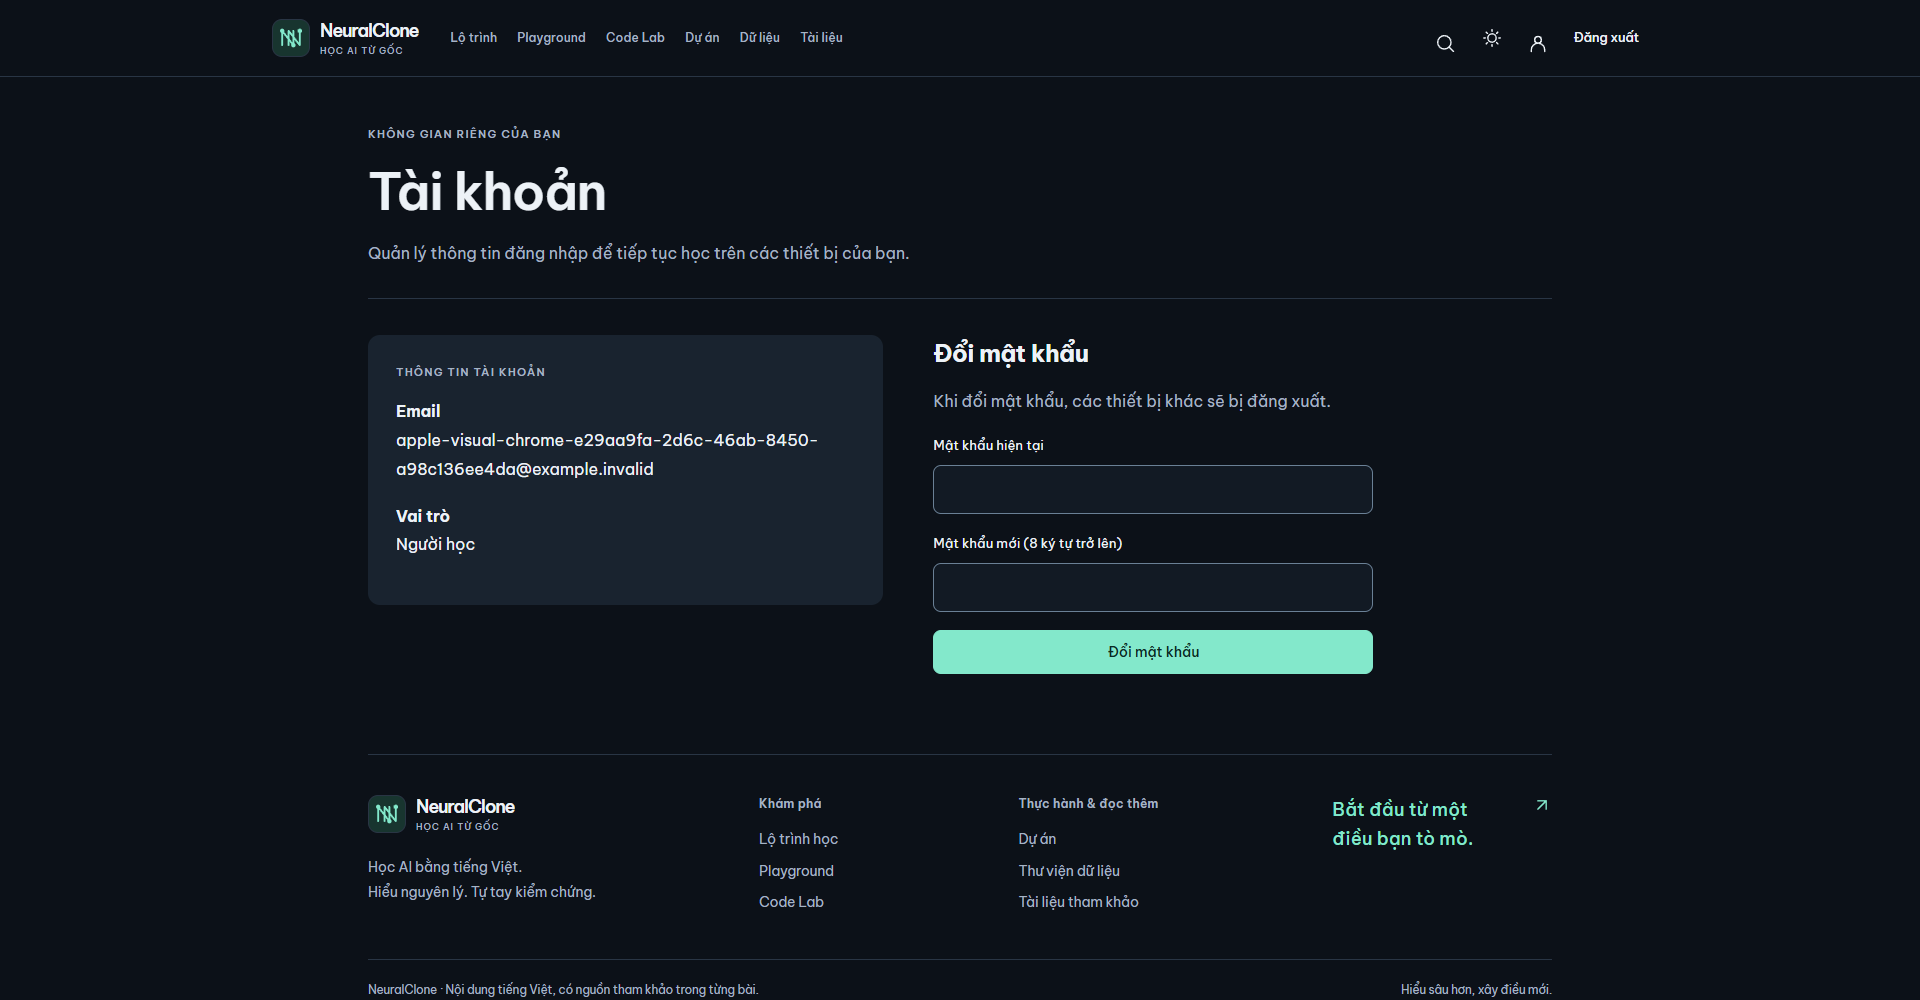 NeuralClone
HỌC AI TỪ GỐC
Lộ trình
Playground
Code Lab
Dự án
Dữ liệu
Tài liệu
Đăng xuất
KHÔNG GIAN RIÊNG CỦA BẠN
Tài khoản
Quản lý thông tin đăng nhập để tiếp tục học trên các thiết bị của bạn.
THÔNG TIN TÀI KHOẢN
Email
apple-visual-chrome-e29aa9fa-2d6c-46ab-8450-
a98c136ee4da@example.invalid
Vai trò
Người học
Đổi mật khẩu
Khi đổi mật khẩu, các thiết bị khác sẽ bị đăng xuất.
Mật khẩu hiện tại
Mật khẩu mới (8 ký tự trở lên)
Đổi mật khẩu
NeuralClone
HỌC AI TỪ GỐC
Học AI bằng tiếng Việt.
Hiểu nguyên lý. Tự tay kiểm chứng.
Khám phá
Lộ trình học
Playground
Code Lab
Thực hành & đọc thêm
Dự án
Thư viện dữ liệu
Tài liệu tham khảo
Bắt đầu từ một
điều bạn tò mò.
NeuralClone · Nội dung tiếng Việt, có nguồn tham khảo trong từng bài.
Hiểu sâu hơn, xây điều mới.